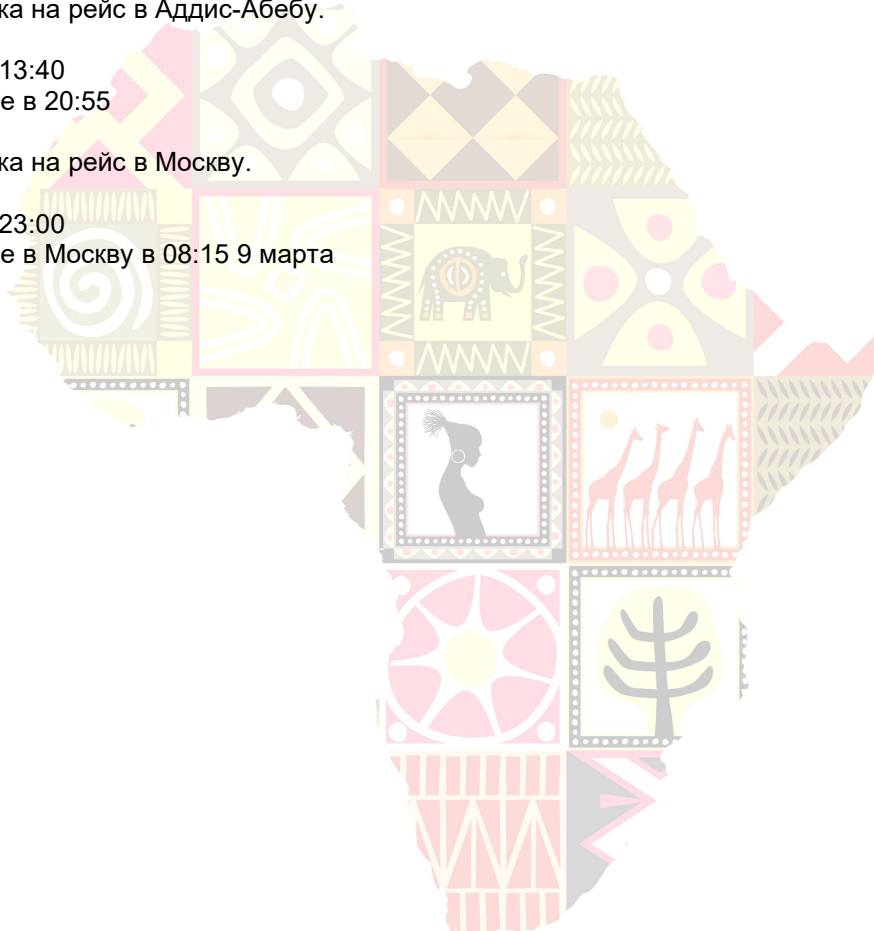 ка на рейс в Аддис-Абебу.
13:40
е в 20:55
ка на рейс в Москву.
23:00
е в Москву в 08:15 9 марта